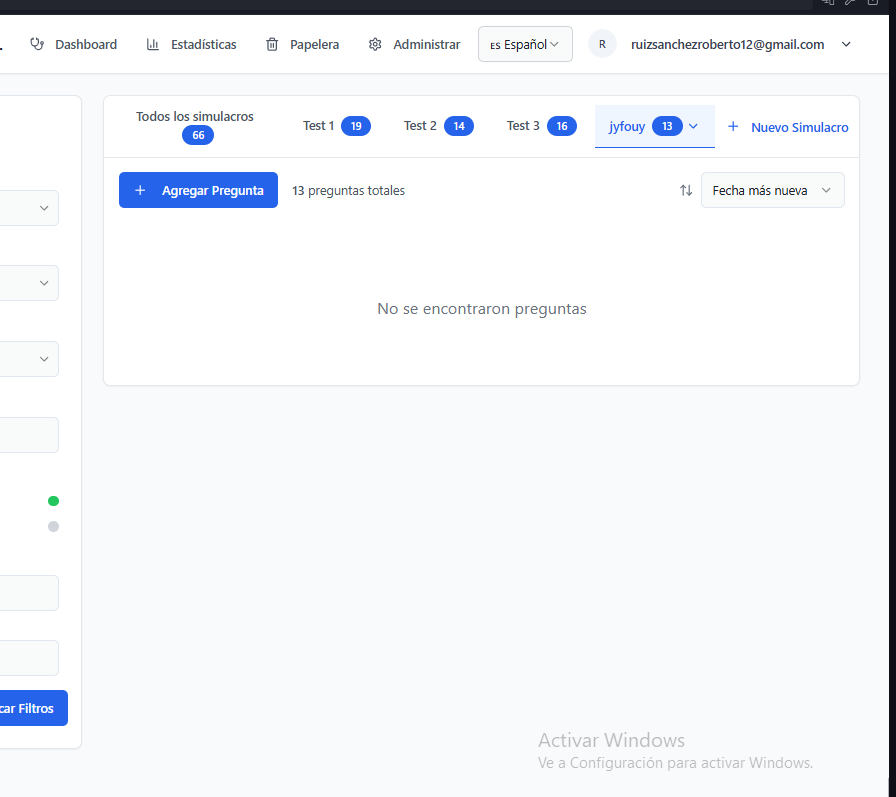 Dashboard
Estadísticas
Papelera
Administrar
ES Español
R
ruizsanchezroberto12@gmail.com
Todos los simulacros
66
Test 1 19
Test 2 14
Test 3 16
jyfouy 13
+ Nuevo Simulacro
+ Agregar Pregunta
13 preguntas totales
Fecha más nueva
No se encontraron preguntas
car Filtros
Activar Windows
Ve a Configuración para activar Windows.